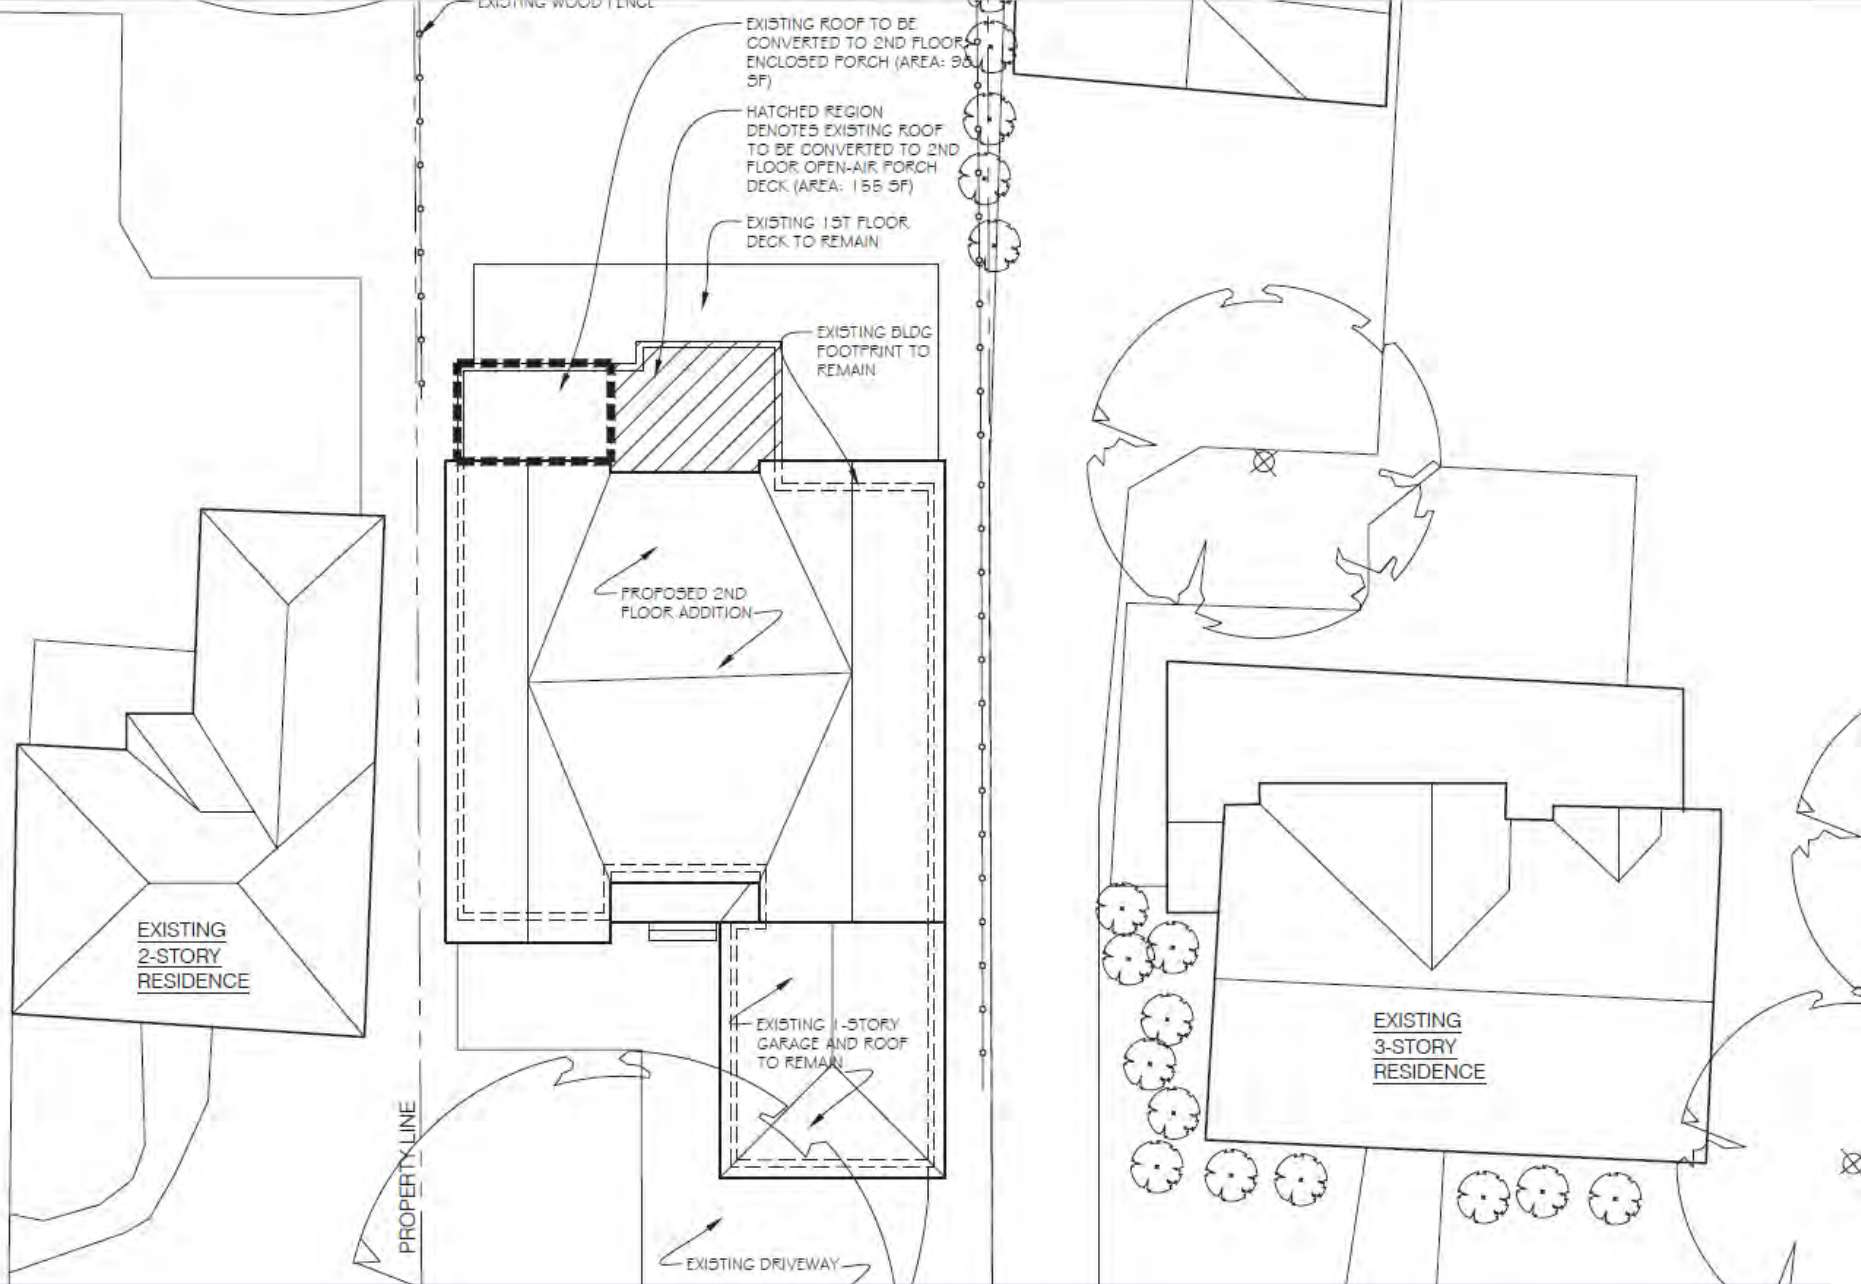 EXISTING WOOD FENCE
EXISTING ROOF TO BE
CONVERTED TO 2ND FLOOR
ENCLOSED PORCH (AREA:
SF)
HATCHED REGION
DENOTES EXISTING ROOF
TO BE CONVERTED TO 2ND
FLOOR OPEN-AIR PORCH
DECK (AREA: 155 SF)
EXISTING 1ST FLOOR
DECK TO REMAIN
EXISTING BLDG
FOOTPRINT TO
REMAIN
PROPOSED 2ND
FLOOR ADDITION
EXISTING
2-STORY
RESIDENCE
EXISTING 1-STORY
GARAGE AND ROOF
TO REMAIN
EXISTING
3-STORY
RESIDENCE
PROPERTY LINE
EXISTING DRIVEWAY